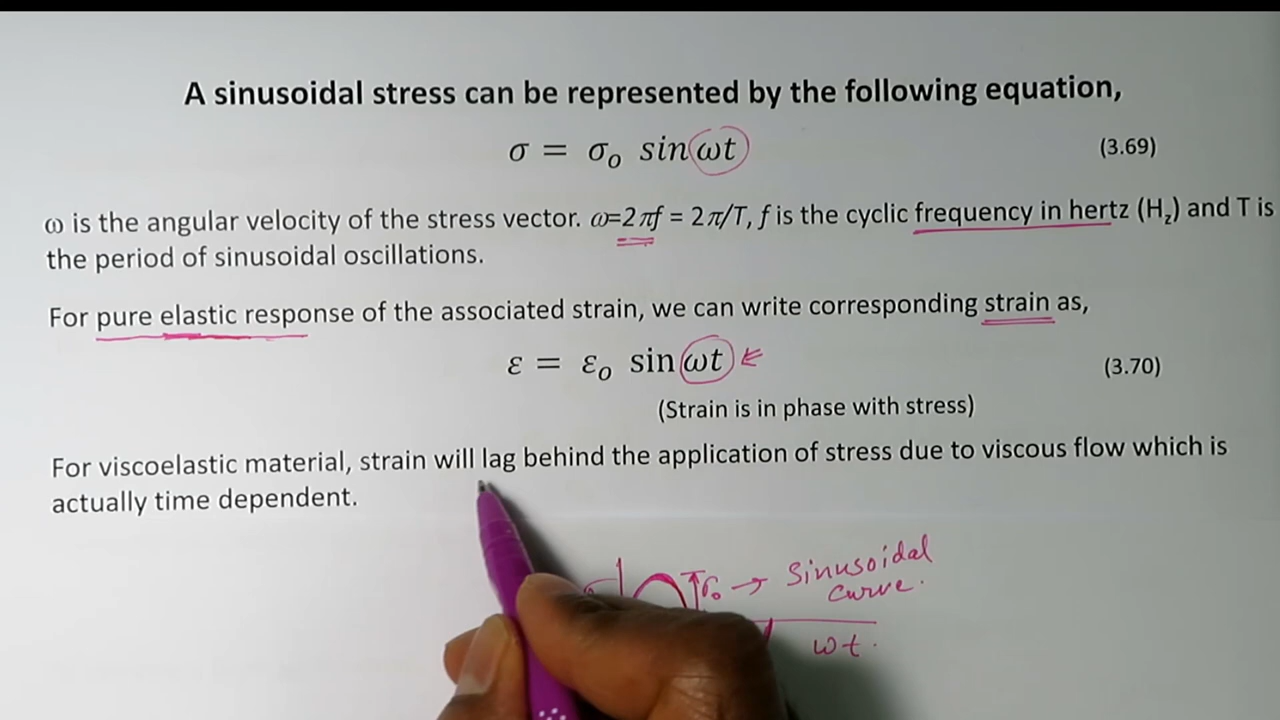 A sinusoidal stress can be represented by the following equation,
σ = σo sin ωt (3.69)
ω is the angular velocity of the stress vector. ω=2πf = 2π/T, f is the cyclic frequency in hertz (Hz) and T is
the period of sinusoidal oscillations.
For pure elastic response of the associated strain, we can write corresponding strain as,
ε = εo sin ωt (3.70)
(Strain is in phase with stress)
For viscoelastic material, strain will lag behind the application of stress due to viscous flow which is
actually time dependent.
σo → Sinusoidal
curve.
ωt.